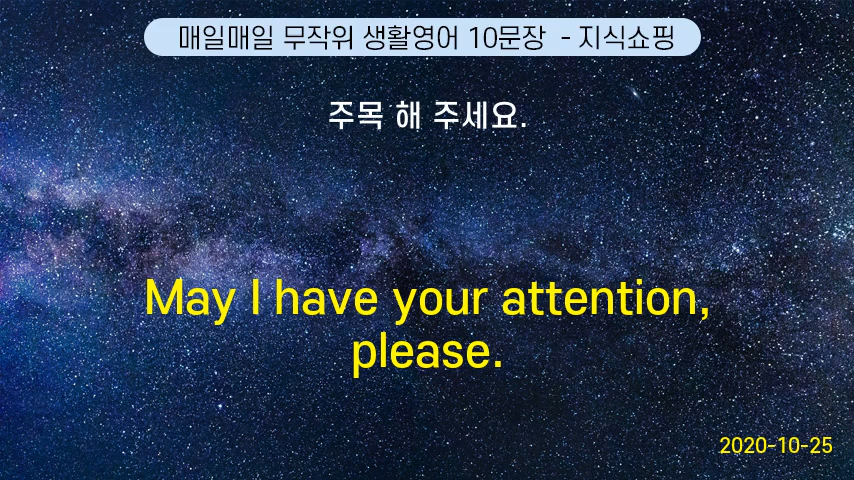 매일매일 무작위 생활영어 10문장 - 지식쇼핑
주목 해 주세요.
May I have your attention,
please.
2020-10-25